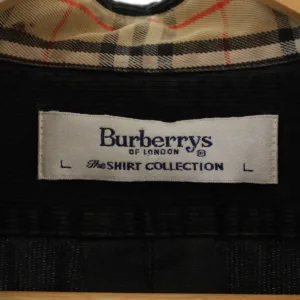 Burberrys
OF LONDON ®
L The SHIRT COLLECTION L